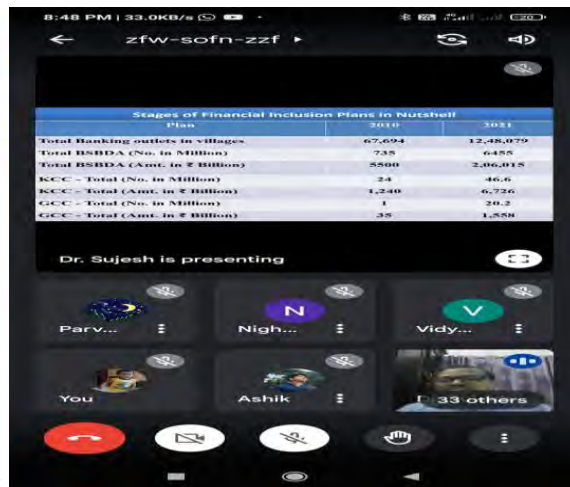 8:48 PM | 33.0KB/s
zfw-sofn-zzf
Stages of Financial Inclusion Plans in Nutshell
Plan 2010 2021
Total Banking outlets in villages 67,694 12,48,079
Total BSBDA (No. in Million) 735 6455
Total BSBDA (Amt. in ₹ Billion) 5500 2,06,015
KCC - Total (No. in Million) 24 46.6
KCC - Total (Amt. in ₹ Billion) 1,240 6,726
GCC - Total (No. in Million) 1 20.2
GCC - Total (Amt. in ₹ Billion) 35 1,558
Dr. Sujesh is presenting
N
V
Parv...
Nigh...
Vidy...
You
Ashik
33 others